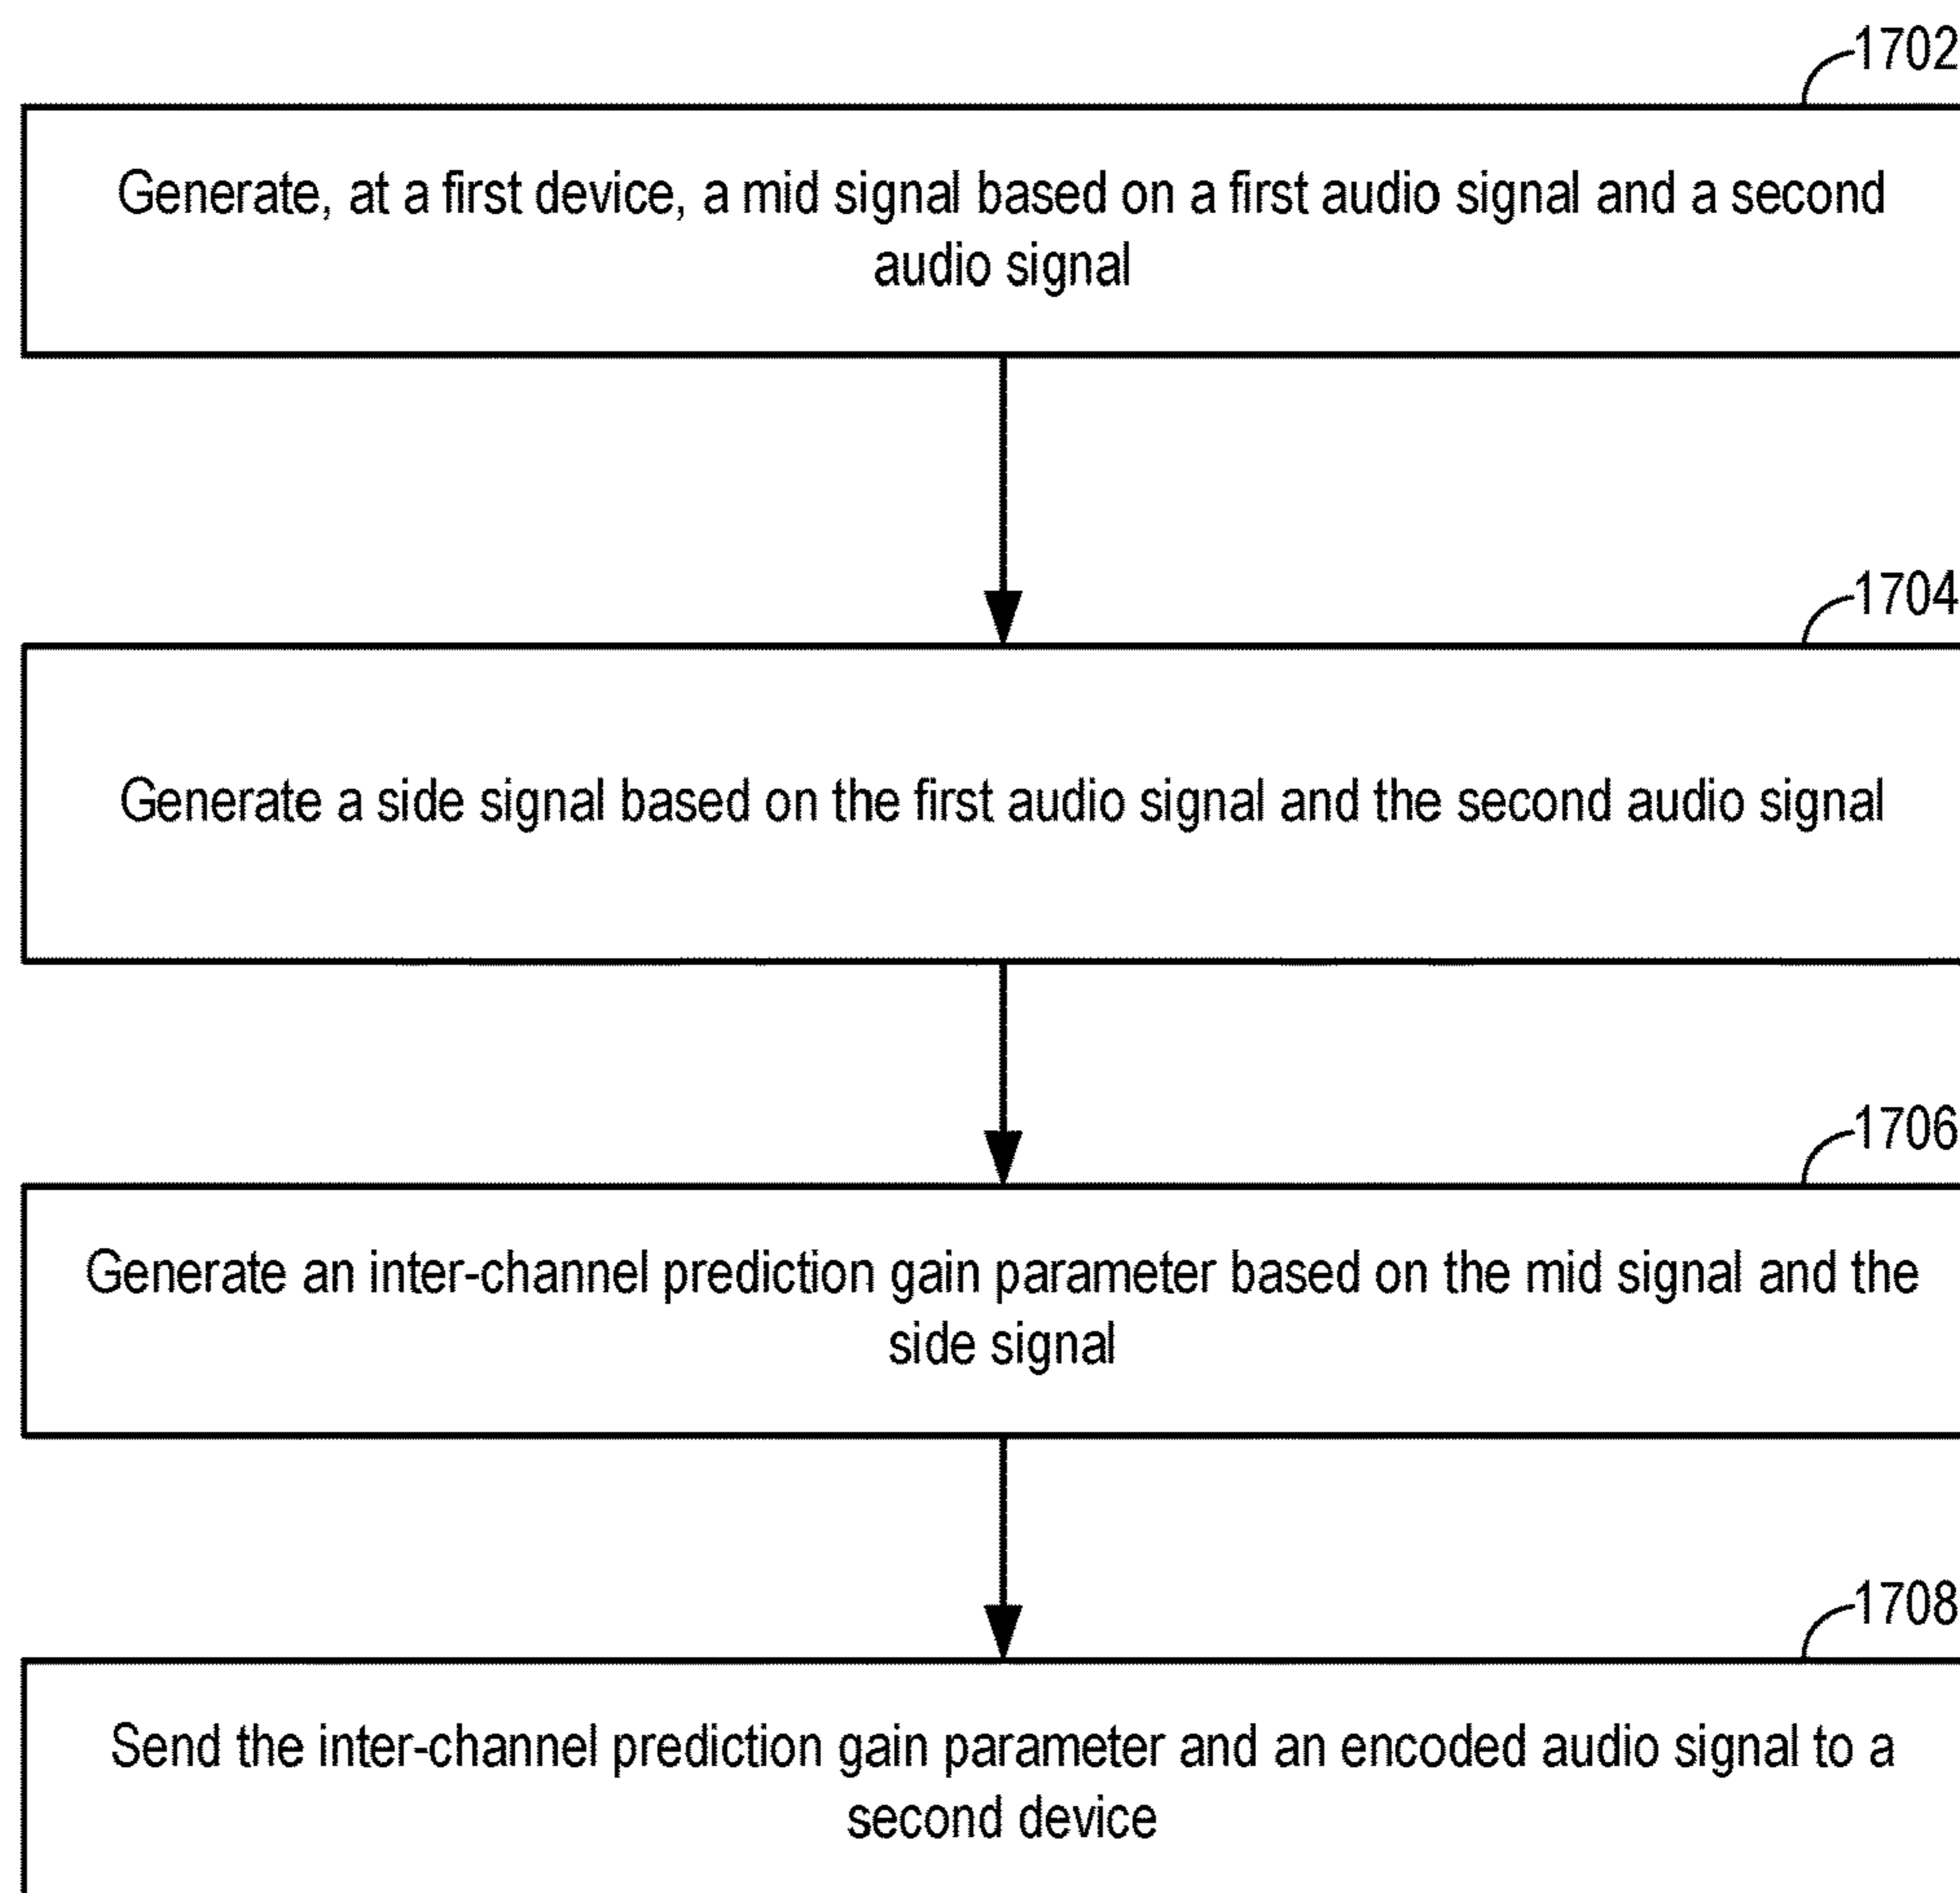 1702
Generate, at a first device, a mid signal based on a first audio signal and a second
audio signal
1704
Generate a side signal based on the first audio signal and the second audio signal
1706
Generate an inter-channel prediction gain parameter based on the mid signal and the
side signal
1708
Send the inter-channel prediction gain parameter and an encoded audio signal to a
second device